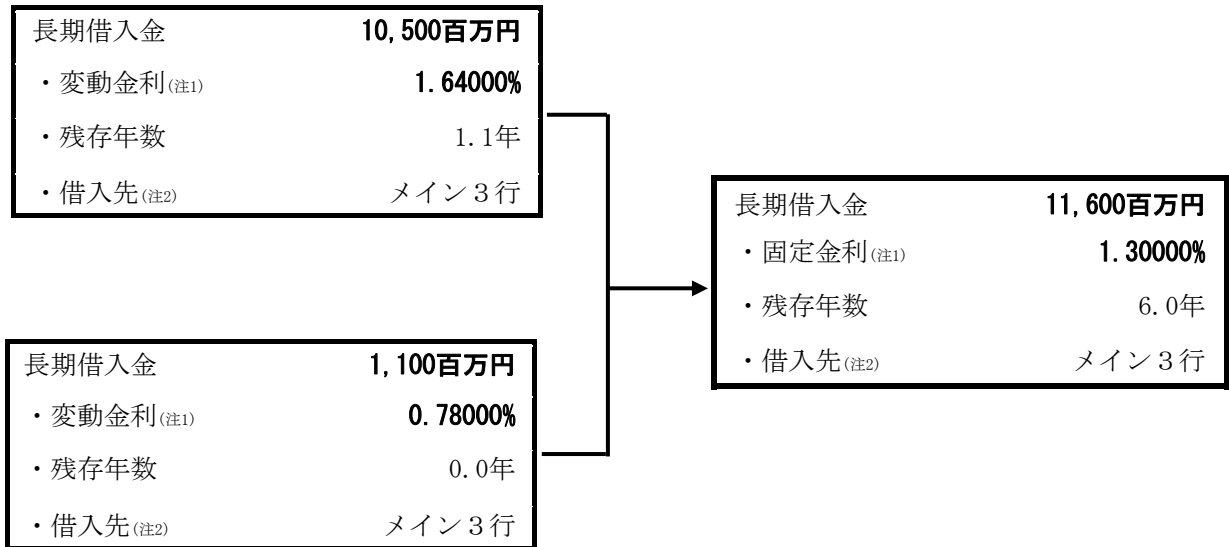 長期借入金 10,500百万円
・変動金利(注1) 1.64000%
・残存年数 1.1年
・借入先(注2) メイン3行
長期借入金 1,100百万円
・変動金利(注1) 0.78000%
・残存年数 0.0年
・借入先(注2) メイン3行
長期借入金 11,600百万円
・固定金利(注1) 1.30000%
・残存年数 6.0年
・借入先(注2) メイン3行